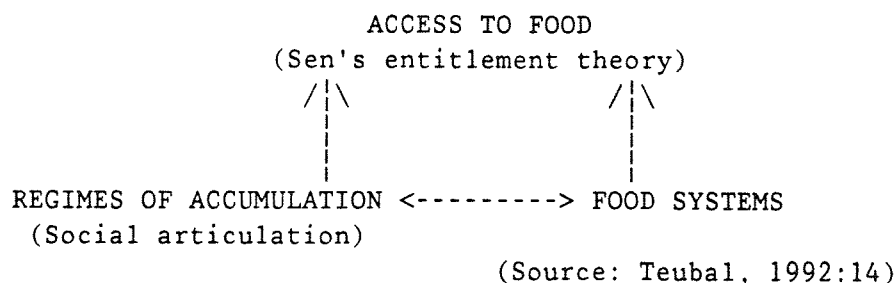 ACCESS TO FOOD
(Sen's entitlement theory)
REGIMES OF ACCUMULATION <---------> FOOD SYSTEMS
(Social articulation)
(Source: Teubal, 1992:14)